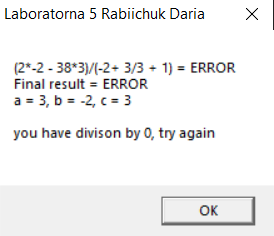 Laboratorna 5 Rabiichuk Daria
(2*-2 - 38*3)/(-2+ 3/3 + 1) = ERROR
Final result = ERROR
a = 3, b = -2, c = 3
you have divison by 0, try again
OK